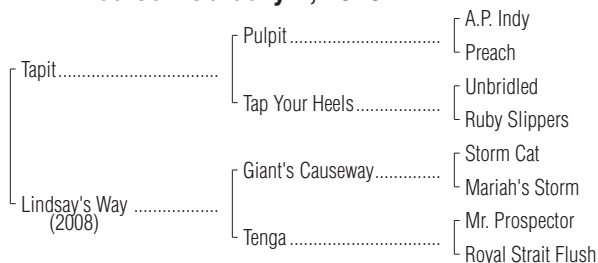 A.P. Indy
Pulpit
Preach
Tapit
Unbridled
Tap Your Heels
Ruby Slippers
Storm Cat
Giant's Causeway
Mariah's Storm
Lindsay's Way
(2008)
Mr. Prospector
Tenga
Royal Strait Flush